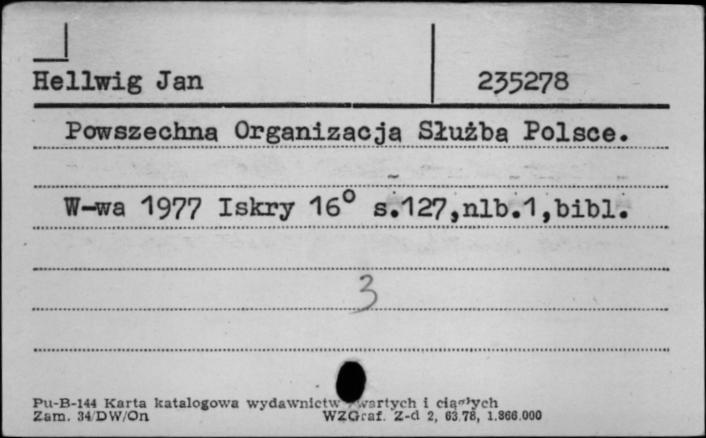 Hellwig Jan 235278
Powszechna Organizacja Służba Polsce.
W-wa 1977 Iskry 16° s.127,nlb.1,bibl.
3
Pu-B-144 Karta katalogowa wydawnictw i
Zam. 34/DW/On WZGraf. Z-d 2, 63.78, 1.866.000